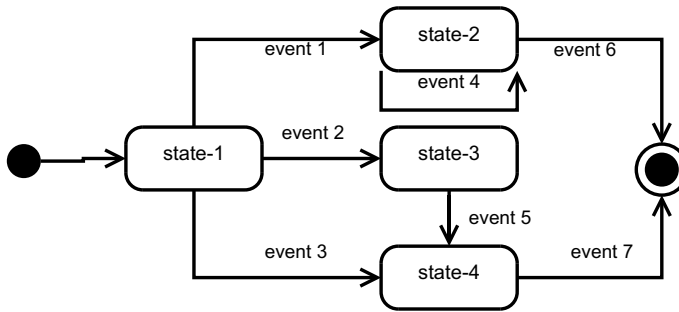 state-2
event 1
event 6
event 4
event 2
state-1
state-3
event 5
event 3
event 7
state-4